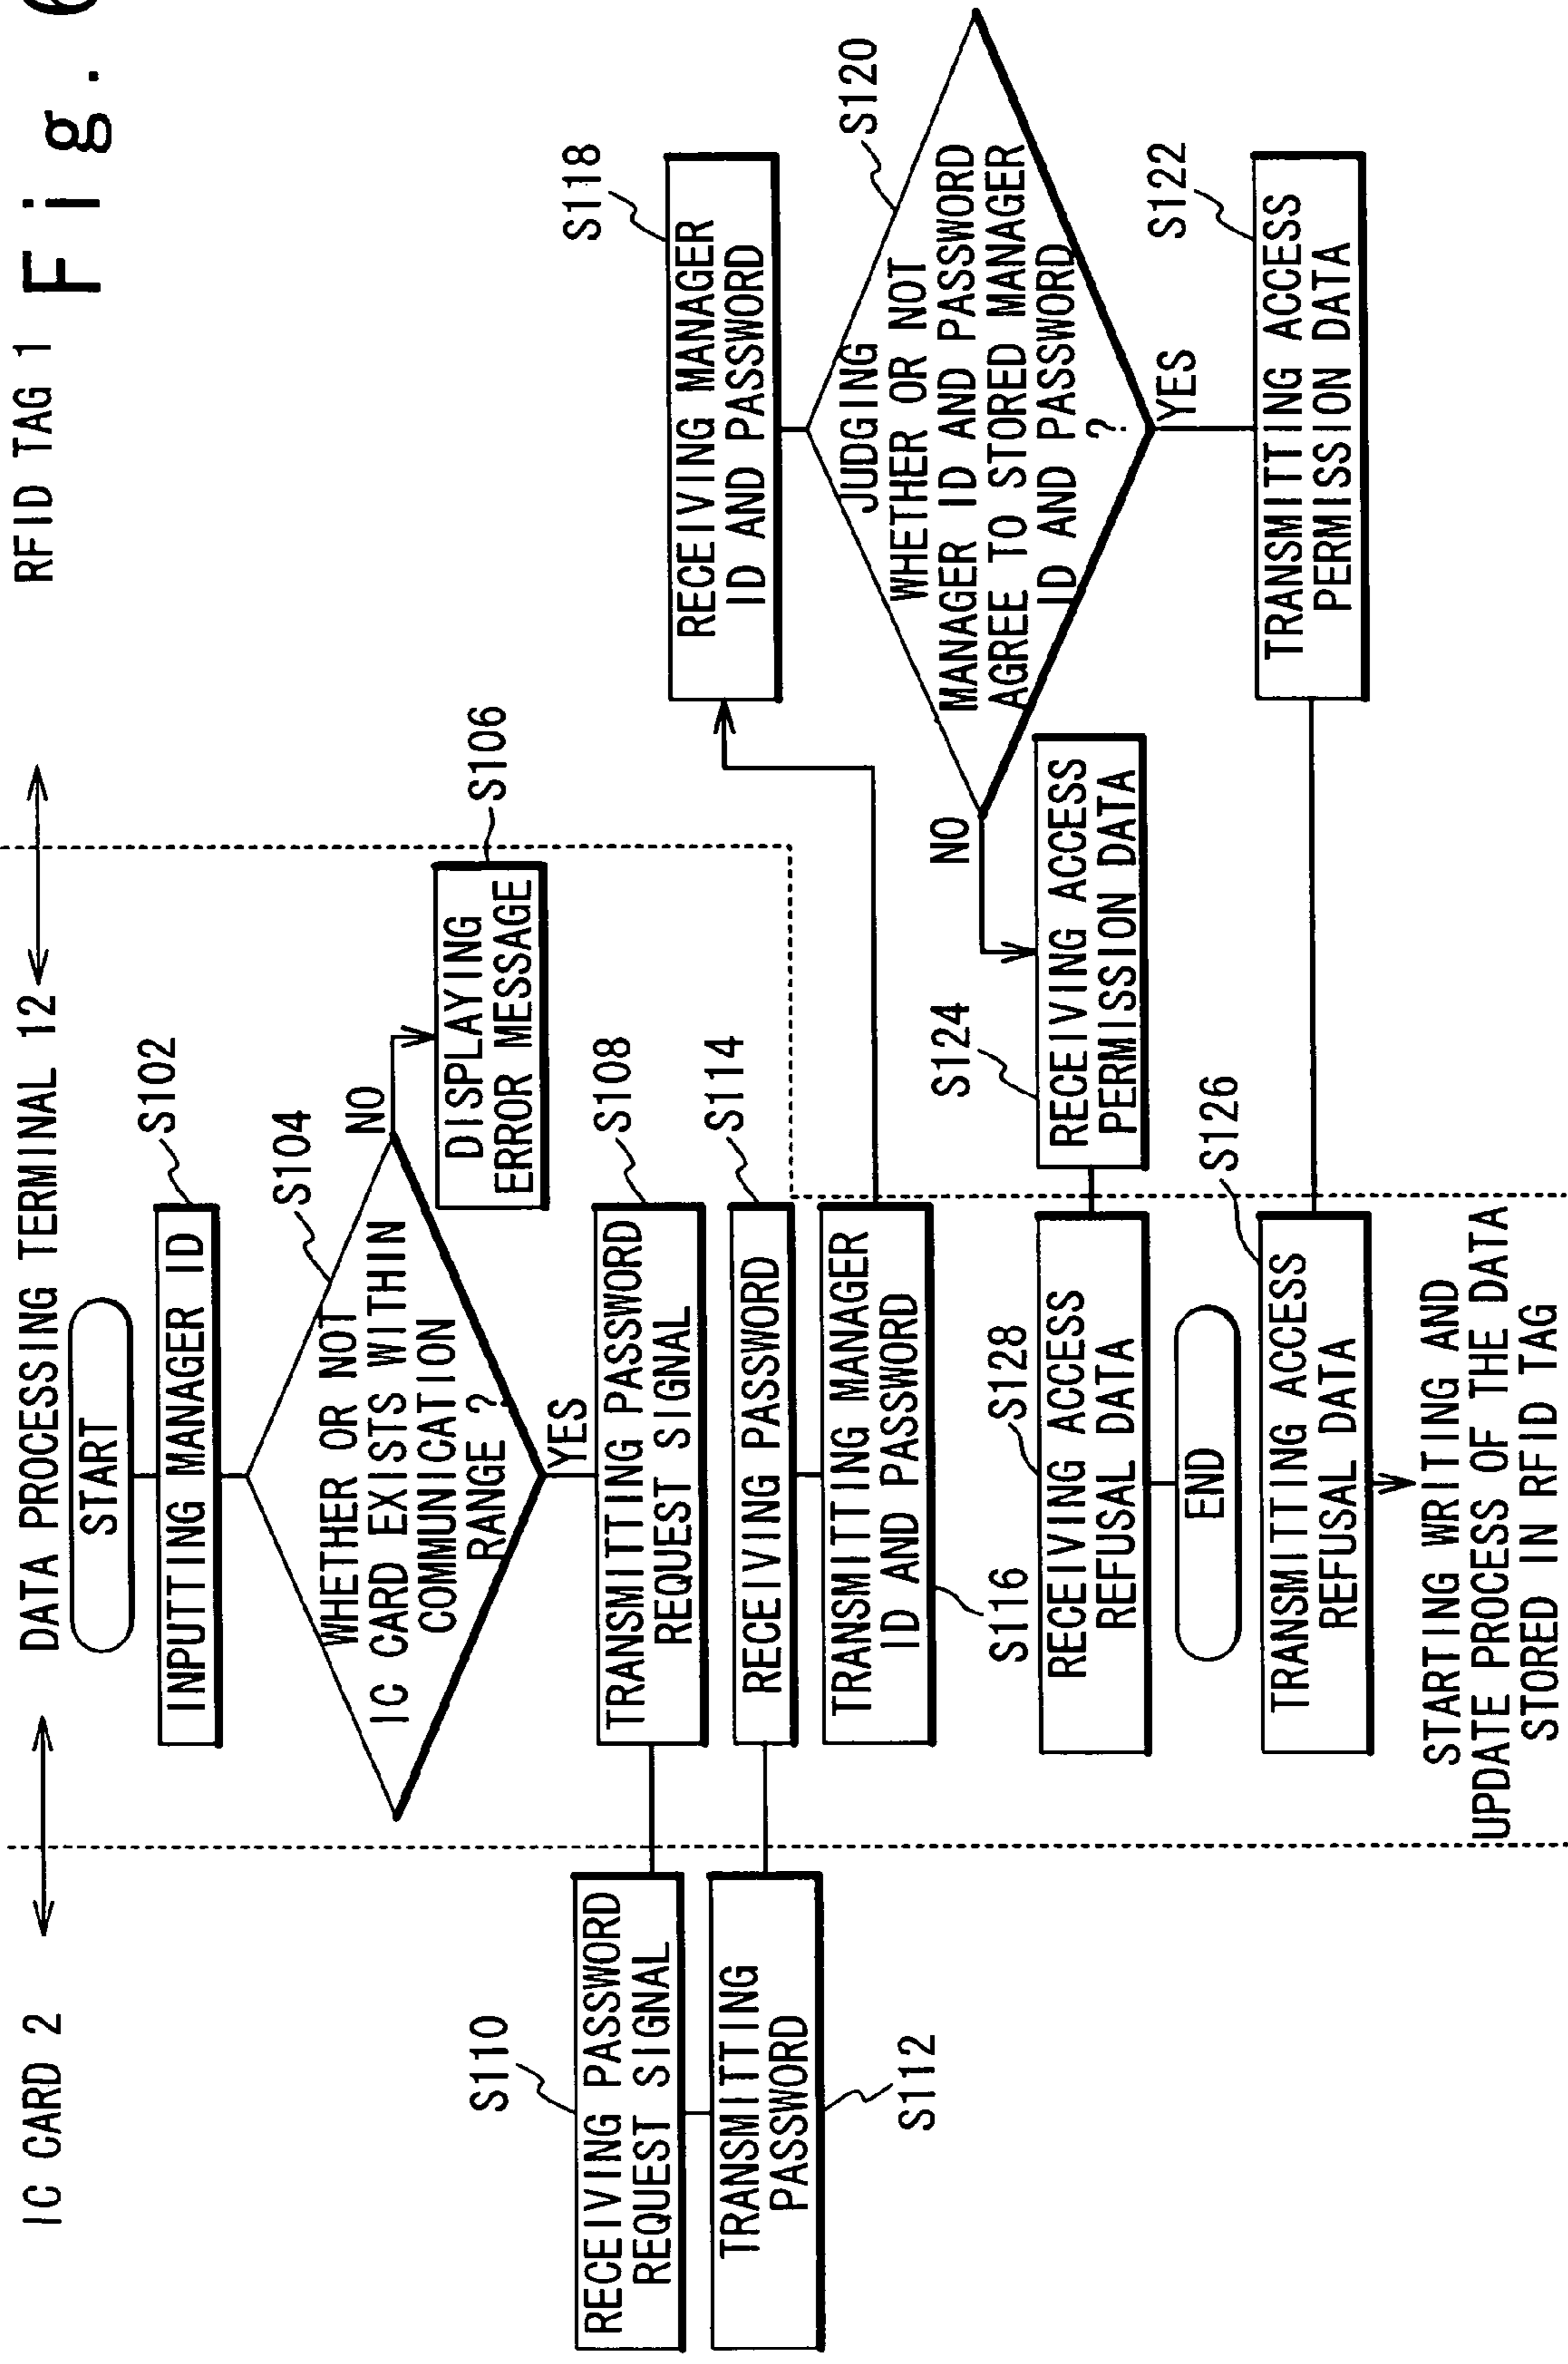 Fig. 6
IC CARD 2
DATA PROCESSING TERMINAL 12
RFID TAG 1
START
INPUTTING MANAGER ID
S102
WHETHER OR NOT
IC CARD EXISTS WITHIN
COMMUNICATION
RANGE ?
S104
NO
DISPLAYING
ERROR MESSAGE
S106
YES
TRANSMITTING PASSWORD
REQUEST SIGNAL
S108
S110
RECEIVING PASSWORD
REQUEST SIGNAL
TRANSMITTING
PASSWORD
S112
RECEIVING PASSWORD
S114
TRANSMITTING MANAGER
ID AND PASSWORD
S116
S118
RECEIVING MANAGER
ID AND PASSWORD
S120
JUDGING
WHETHER OR NOT
MANAGER ID AND PASSWORD
AGREE TO STORED MANAGER
ID AND PASSWORD
?
NO
YES
S122
TRANSMITTING ACCESS
PERMISSION DATA
S124
RECEIVING ACCESS
PERMISSION DATA
S128
RECEIVING ACCESS
REFUSAL DATA
END
S126
TRANSMITTING ACCESS
REFUSAL DATA
STARTING WRITING AND
UPDATE PROCESS OF THE DATA
STORED IN RFID TAG